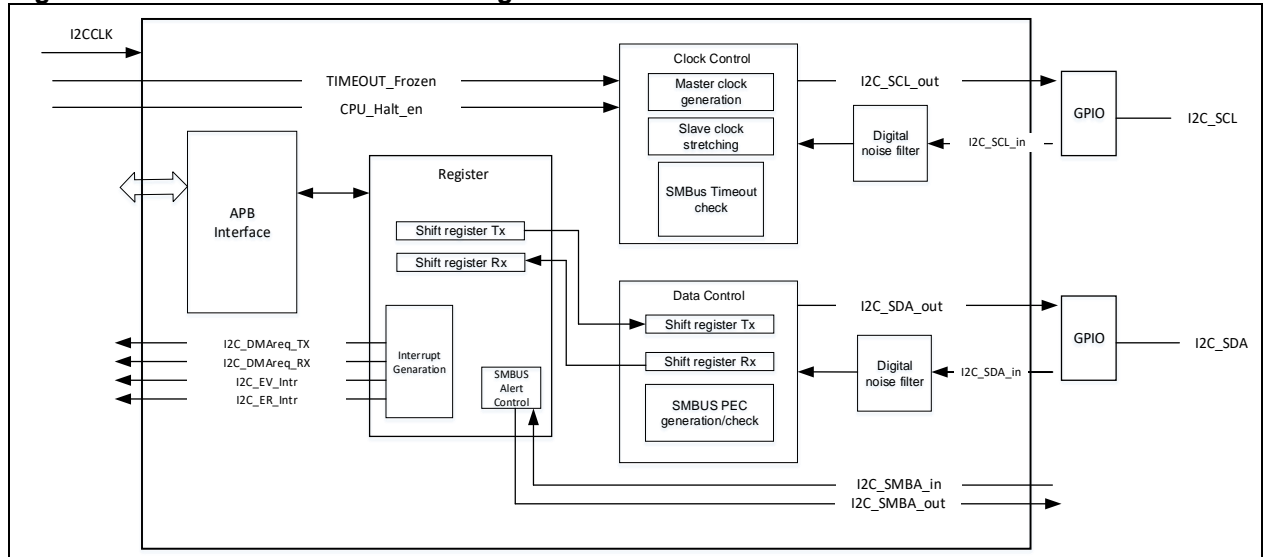 I2CCLK
TIMEOUT_Frozen
CPU_Halt_en
Clock Control
Master clock
generation
Slave clock
stretching
SMBus Timeout
check
I2C_SCL_out
Digital
noise filter
I2C_SCL_in
GPIO
I2C_SCL
APB
Interface
Register
Shift register Tx
Shift register Rx
Interrupt
Genaration
SMBUS
Alert
Control
I2C_DMAreq_TX
I2C_DMAreq_RX
I2C_EV_Intr
I2C_ER_Intr
Data Control
Shift register Tx
Shift register Rx
SMBUS PEC
generation/check
I2C_SDA_out
Digital
noise filter
I2C_SDA_in
GPIO
I2C_SDA
I2C_SMBA_in
I2C_SMBA_out